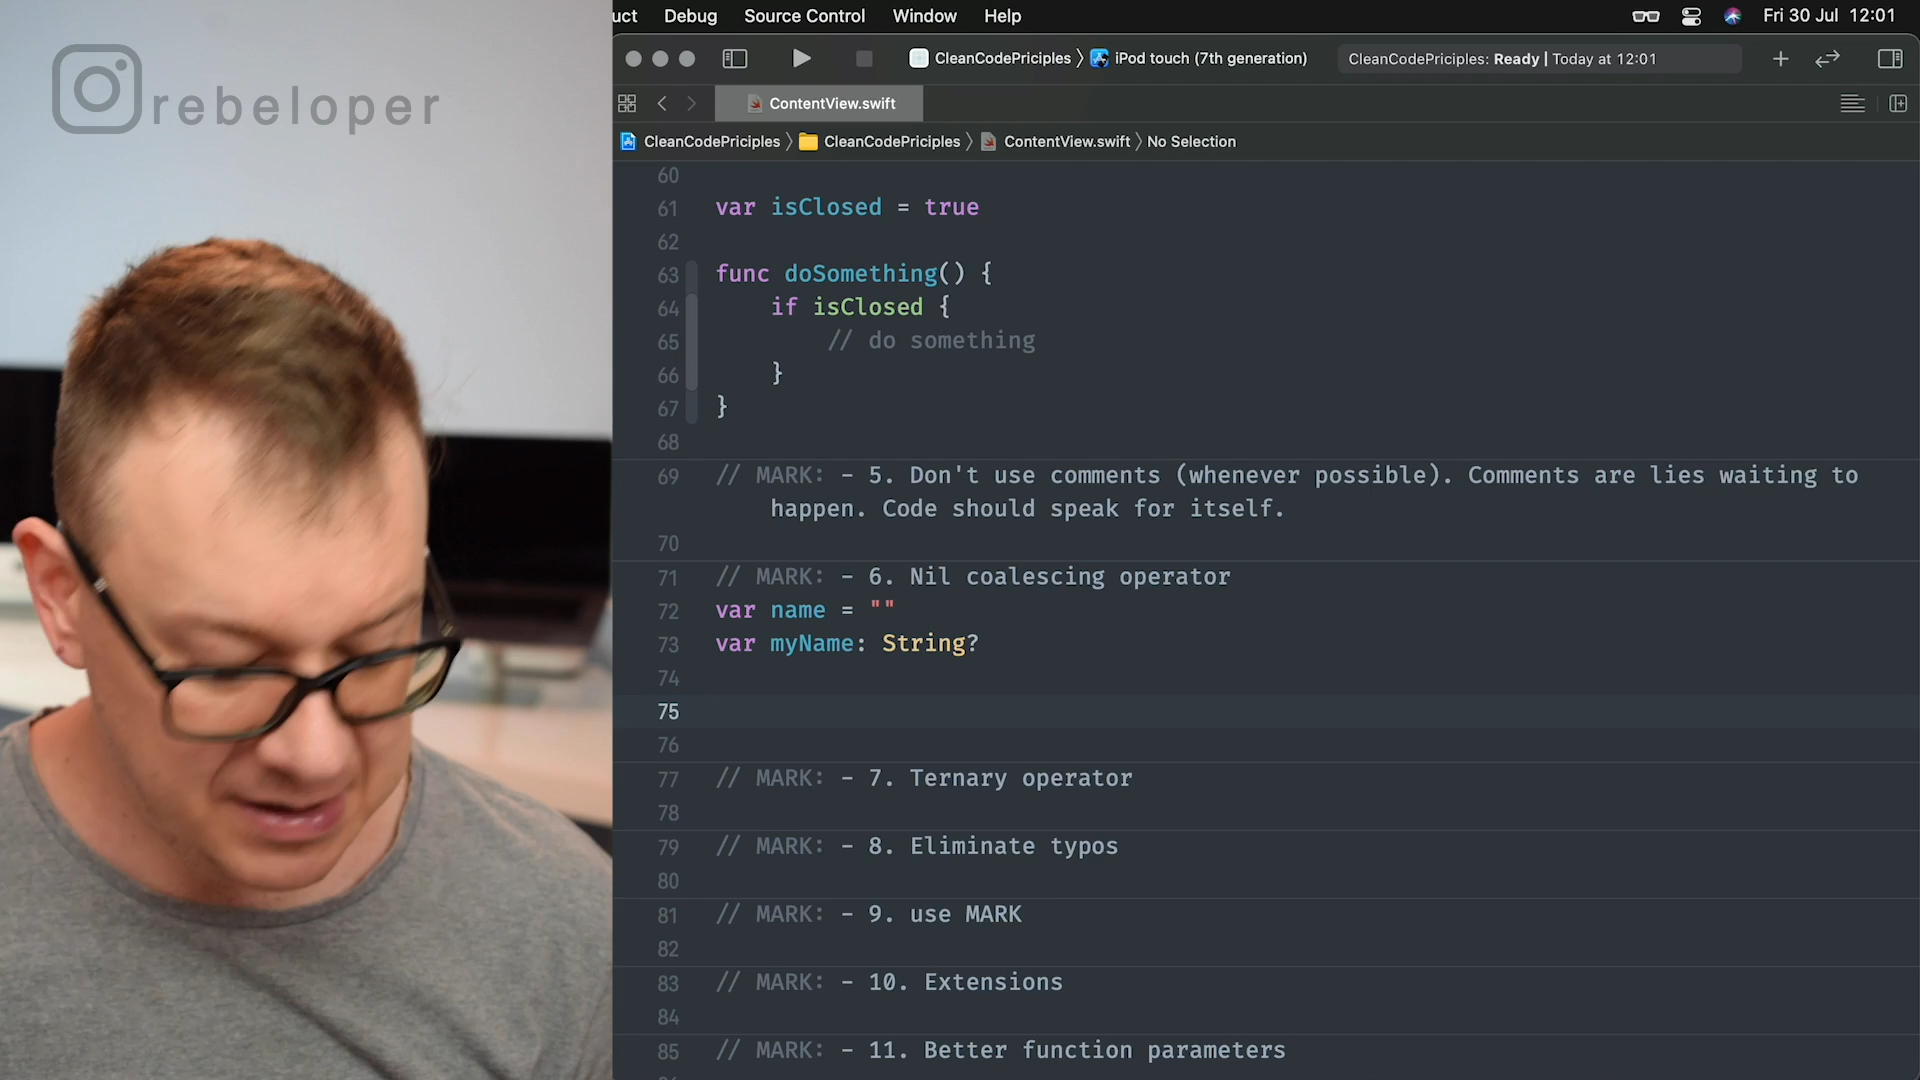 rebeloper
uct Debug Source Control Window Help Fri 30 Jul 12:01
CleanCodePriciples 〉 iPod touch (7th generation) CleanCodePriciples: Ready | Today at 12:01
ContentView.swift
CleanCodePriciples 〉 CleanCodePriciples 〉 ContentView.swift 〉 No Selection
60
61 var isClosed = true
62
63 func doSomething() {
64 if isClosed {
65 // do something
66 }
67 }
68
69 // MARK: - 5. Don't use comments (whenever possible). Comments are lies waiting to
happen. Code should speak for itself.
70
71 // MARK: - 6. Nil coalescing operator
72 var name = ""
73 var myName: String?
74
75
76
77 // MARK: - 7. Ternary operator
78
79 // MARK: - 8. Eliminate typos
80
81 // MARK: - 9. use MARK
82
83 // MARK: - 10. Extensions
84
85 // MARK: - 11. Better function parameters